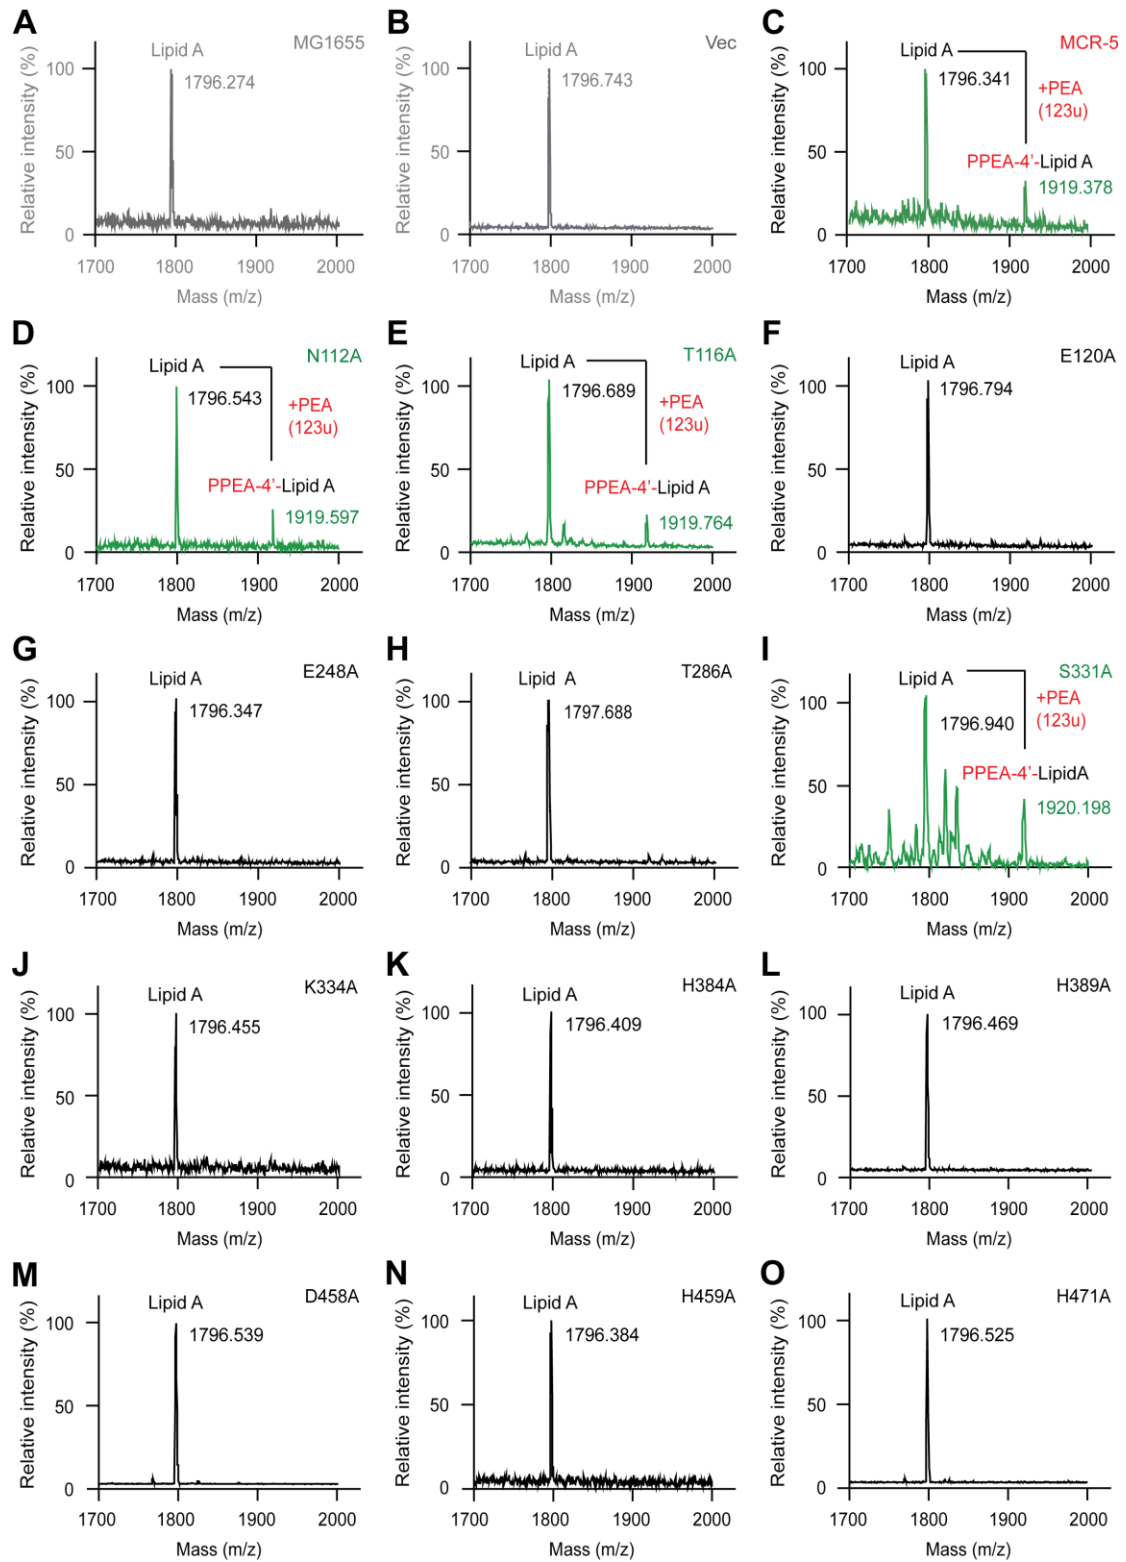 A
MG1655
Lipid A
1796.274
Relative intensity (%)
100
50
0
1700 1800 1900 2000
Mass (m/z)
B
Vec
Lipid A
1796.743
Relative intensity (%)
100
50
0
1700 1800 1900 2000
Mass (m/z)
C
MCR-5
Lipid A
1796.341
+PEA
(123u)
PPEA-4'-Lipid A
1919.378
Relative intensity (%)
100
50
0
1700 1800 1900 2000
Mass (m/z)
D
N112A
Lipid A
1796.543
+PEA
(123u)
PPEA-4'-Lipid A
1919.597
Relative intensity (%)
100
50
0
1700 1800 1900 2000
Mass (m/z)
E
T116A
Lipid A
1796.689
+PEA
(123u)
PPEA-4'-Lipid A
1919.764
Relative intensity (%)
100
50
0
1700 1800 1900 2000
Mass (m/z)
F
E120A
Lipid A
1796.794
Relative intensity (%)
100
50
0
1700 1800 1900 2000
Mass (m/z)
G
E248A
Lipid A
1796.347
Relative intensity (%)
100
50
0
1700 1800 1900 2000
Mass (m/z)
H
T286A
Lipid A
1797.688
Relative intensity (%)
100
50
0
1700 1800 1900 2000
Mass (m/z)
I
S331A
Lipid A
1796.940
+PEA
(123u)
PPEA-4'-LipidA
1920.198
Relative intensity (%)
100
50
0
1700 1800 1900 2000
Mass (m/z)
J
K334A
Lipid A
1796.455
Relative intensity (%)
100
50
0
1700 1800 1900 2000
Mass (m/z)
K
H384A
Lipid A
1796.409
Relative intensity (%)
100
50
0
1700 1800 1900 2000
Mass (m/z)
L
H389A
Lipid A
1796.469
Relative intensity (%)
100
50
0
1700 1800 1900 2000
Mass (m/z)
M
D458A
Lipid A
1796.539
Relative intensity (%)
100
50
0
1700 1800 1900 2000
Mass (m/z)
N
H459A
Lipid A
1796.384
Relative intensity (%)
100
50
0
1700 1800 1900 2000
Mass (m/z)
O
H471A
Lipid A
1796.525
Relative intensity (%)
100
50
0
1700 1800 1900 2000
Mass (m/z)